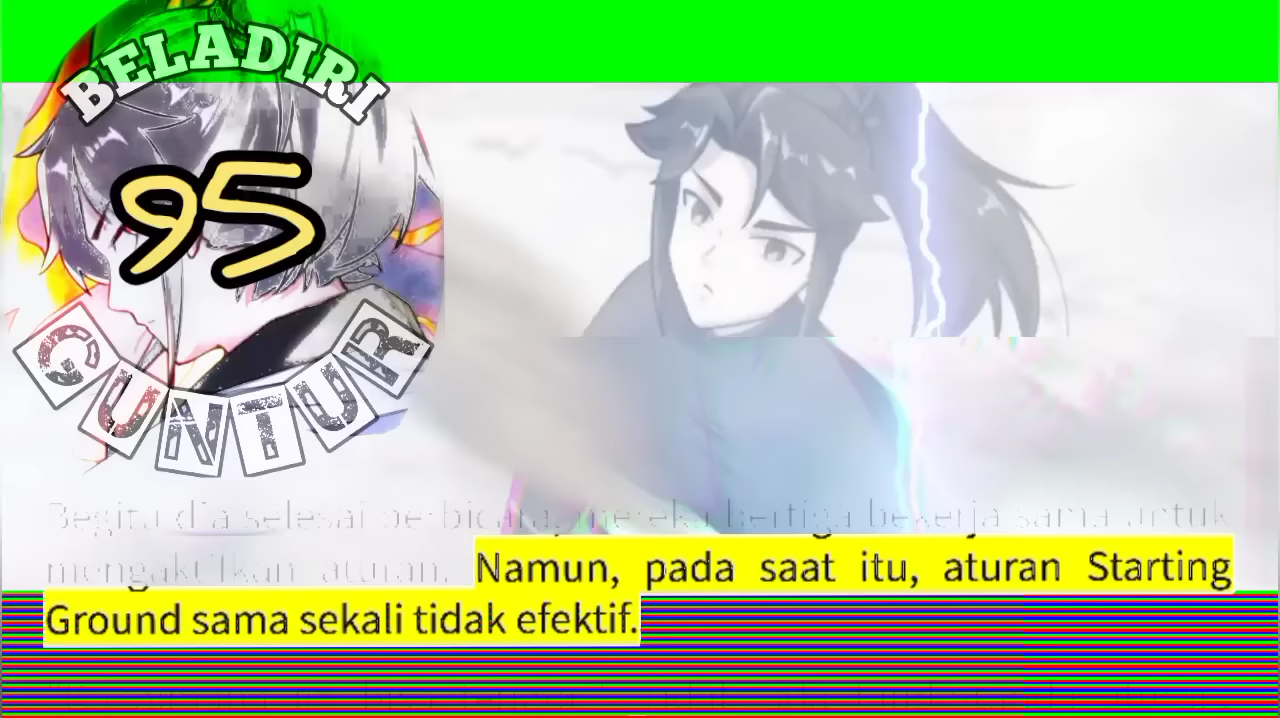 BELADIRI
95
GUNTUR
Begitu dia selesai berbicara, mereka bertiga bekerja sama untuk
mengaktifkan aturan. Namun, pada saat itu, aturan Starting
Ground sama sekali tidak efektif.